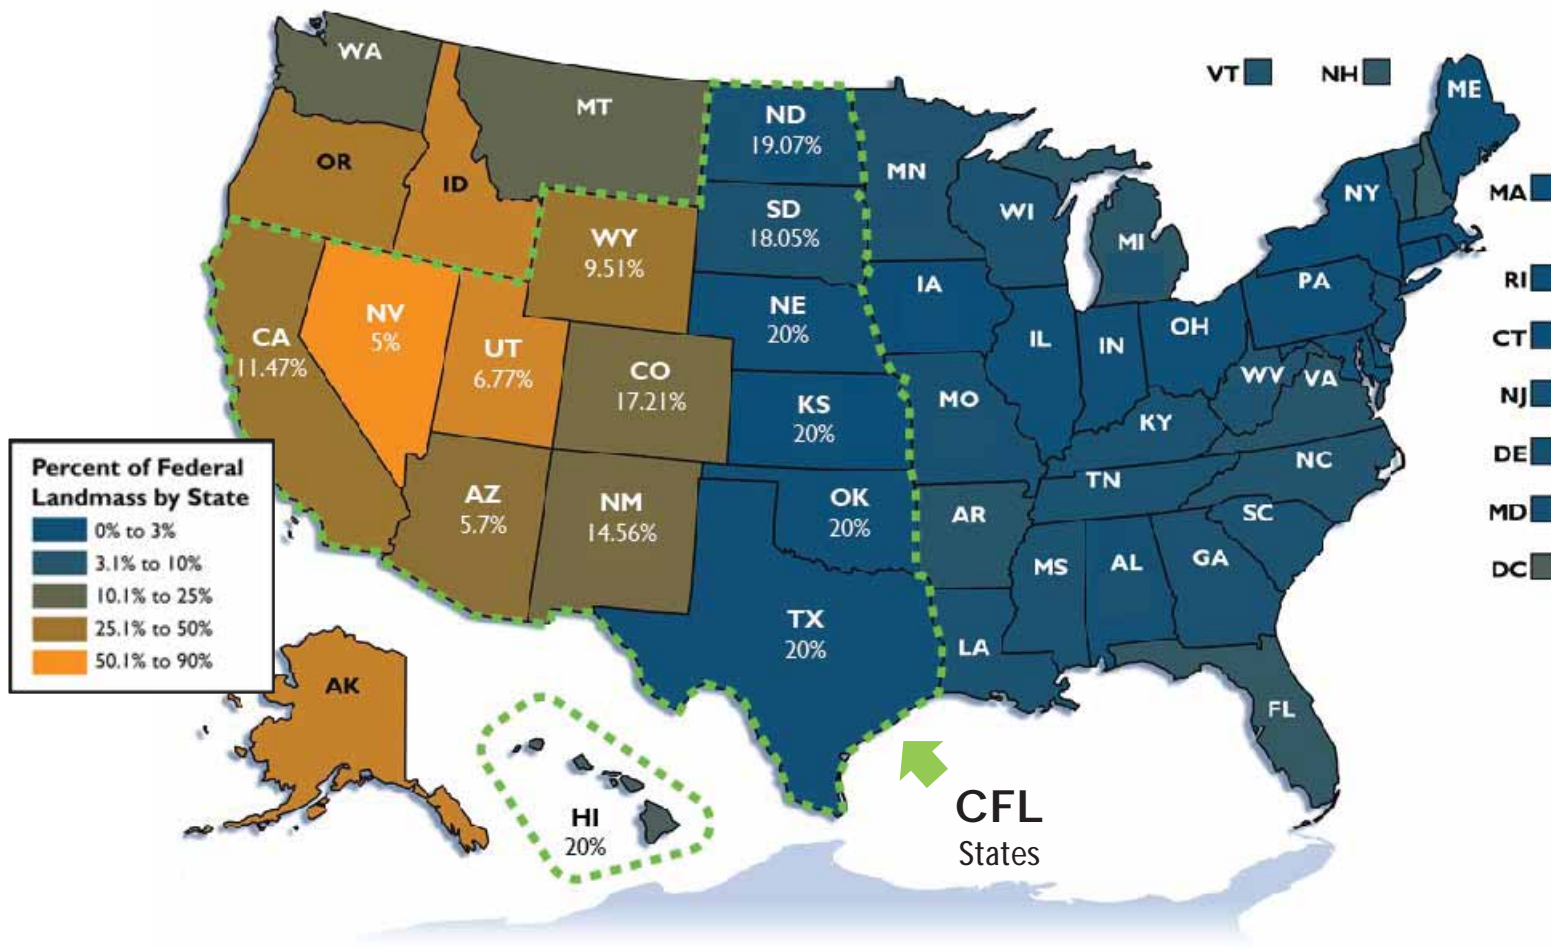 WA
MT
OR
ID
ND
19.07%
MN
SD
18.05%
WY
9.51%
WI
MI
NY
ME
VT
NH
MA
RI
CT
NJ
DE
MD
DC
NV
5%
CA
11.47%
UT
6.77%
CO
17.21%
NE
20%
IA
IL
IN
OH
PA
KS
20%
MO
KY
WV
VA
AZ
5.7%
NM
14.56%
OK
20%
AR
TN
NC
SC
MS
AL
GA
TX
20%
LA
FL
Percent of Federal
Landmass by State
0% to 3%
3.1% to 10%
10.1% to 25%
25.1% to 50%
50.1% to 90%
AK
HI
20%
CFL
States